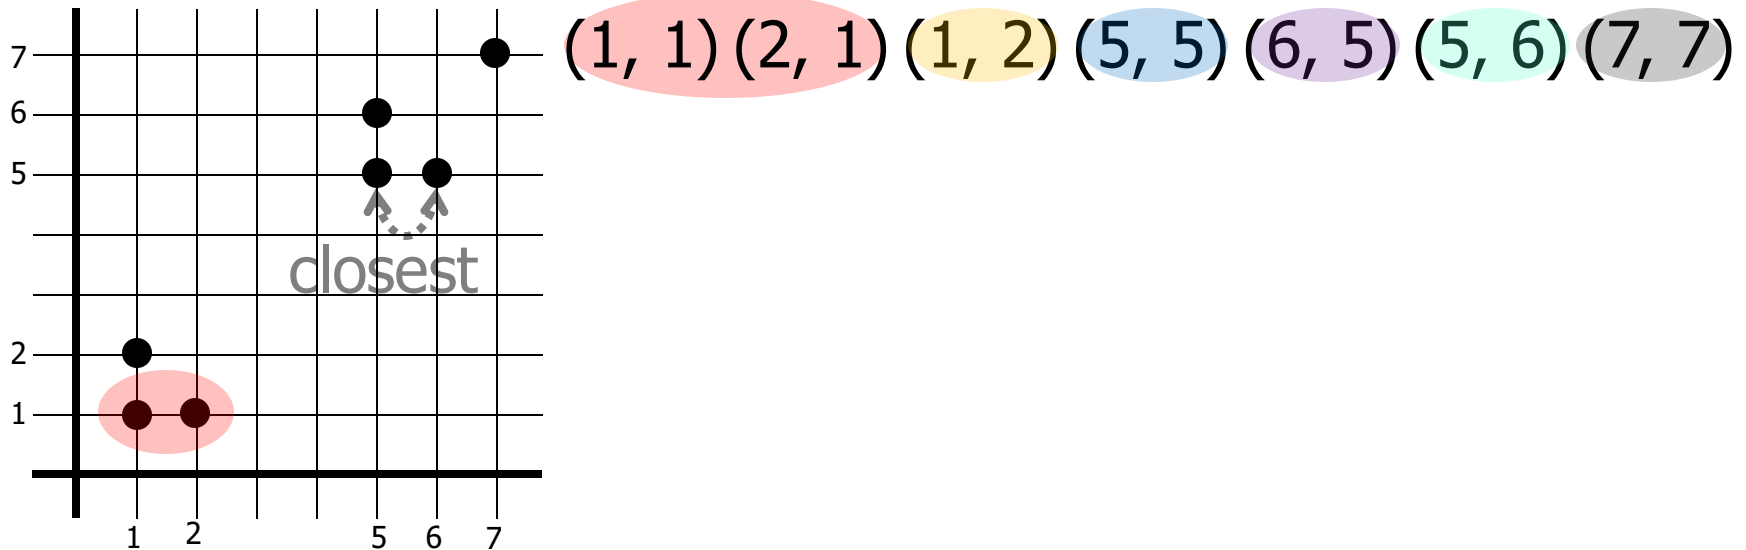 (1, 1) (2, 1) (1, 2) (5, 5) (6, 5) (5, 6) (7, 7)
7
6
5
closest
2
1
1 2 5 6 7